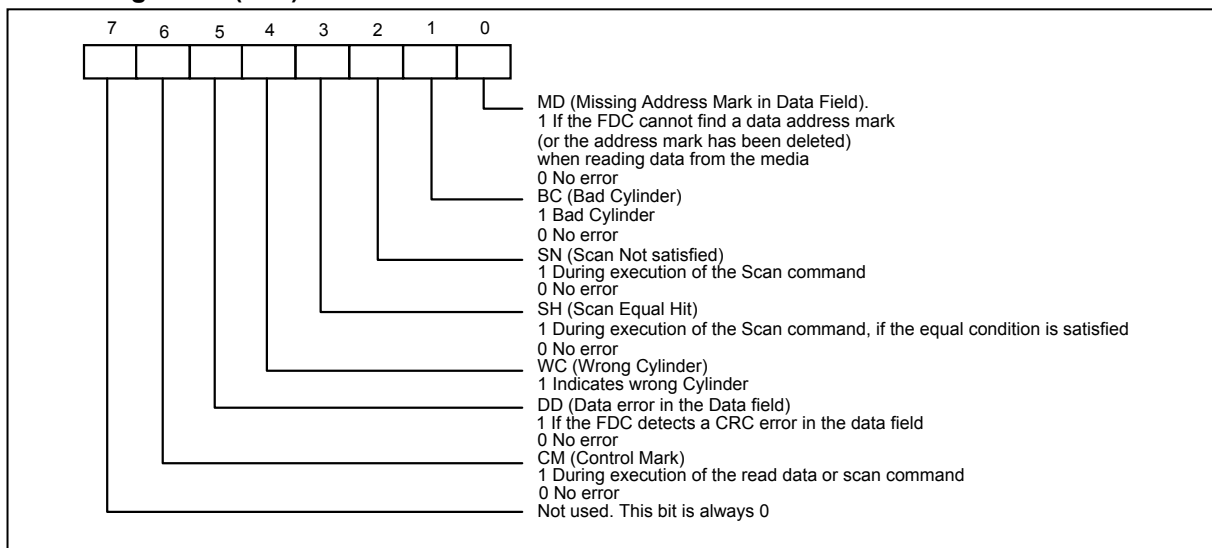 7 6 5 4 3 2 1 0
MD (Missing Address Mark in Data Field).
1 If the FDC cannot find a data address mark
(or the address mark has been deleted)
when reading data from the media
0 No error
BC (Bad Cylinder)
1 Bad Cylinder
0 No error
SN (Scan Not satisfied)
1 During execution of the Scan command
0 No error
SH (Scan Equal Hit)
1 During execution of the Scan command, if the equal condition is satisfied
0 No error
WC (Wrong Cylinder)
1 Indicates wrong Cylinder
DD (Data error in the Data field)
1 If the FDC detects a CRC error in the data field
0 No error
CM (Control Mark)
1 During execution of the read data or scan command
0 No error
Not used. This bit is always 0